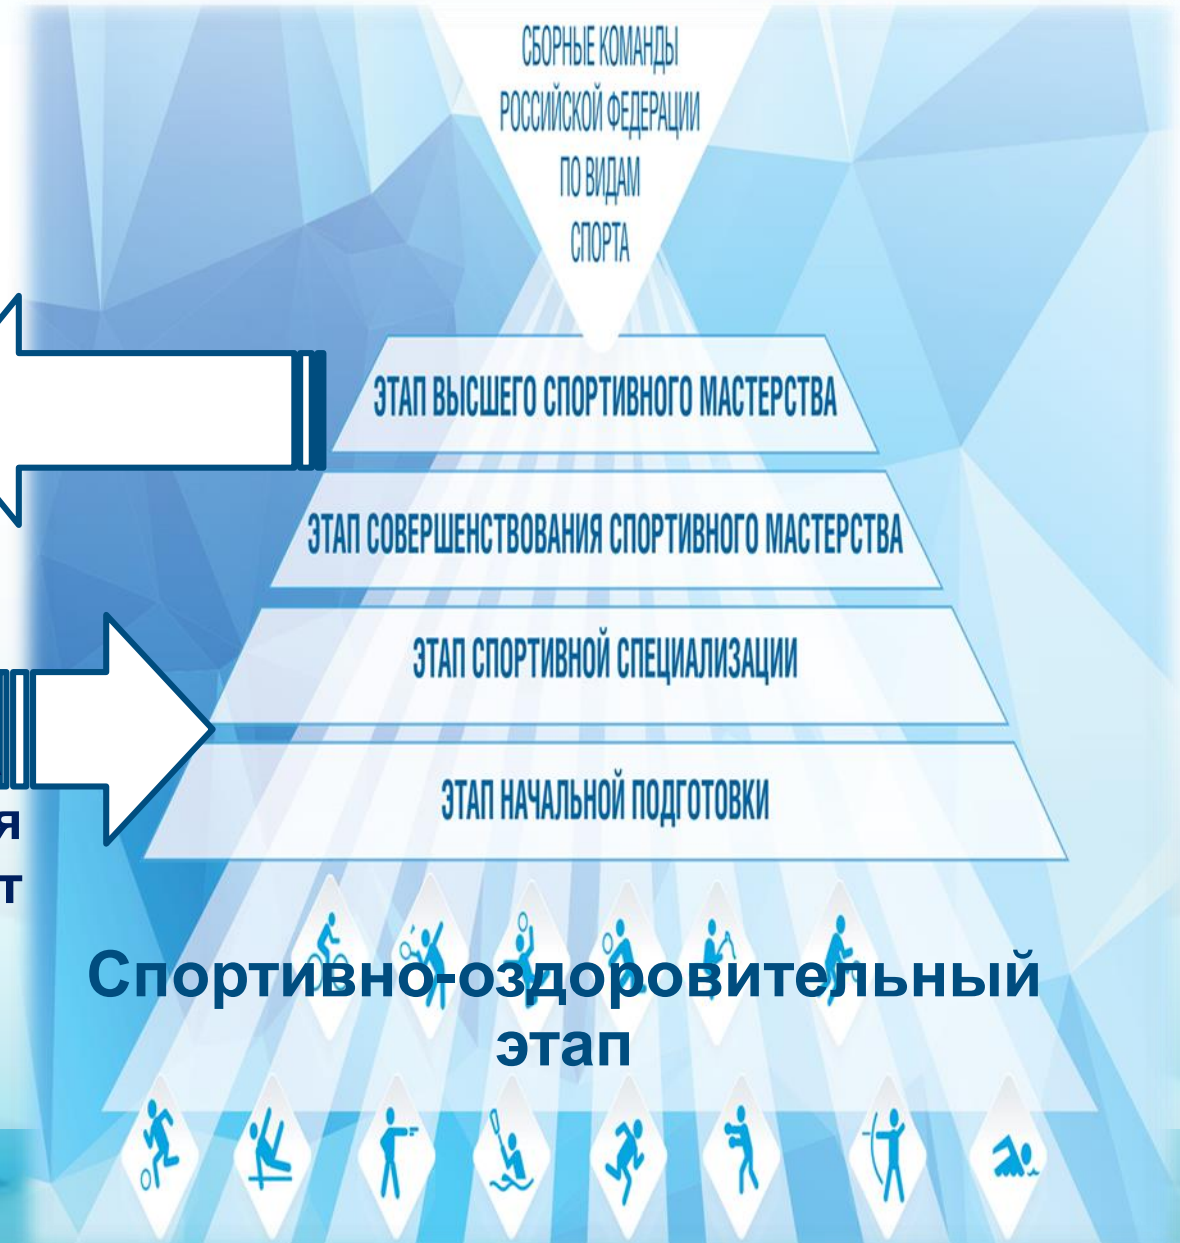 СБОРНЫЕ КОМАНДЫ
РОССИЙСКОЙ ФЕДЕРАЦИИ
ПО ВИДАМ
СПОРТА
ЭТАП ВЫСШЕГО СПОРТИВНОГО МАСТЕРСТВА
ЭТАП СОВЕРШЕНСТВОВАНИЯ СПОРТИВНОГО МАСТЕРСТВА
ЭТАП СПОРТИВНОЙ СПЕЦИАЛИЗАЦИИ
ЭТАП НАЧАЛЬНОЙ ПОДГОТОВКИ
Спортивно-оздоровительный
этап